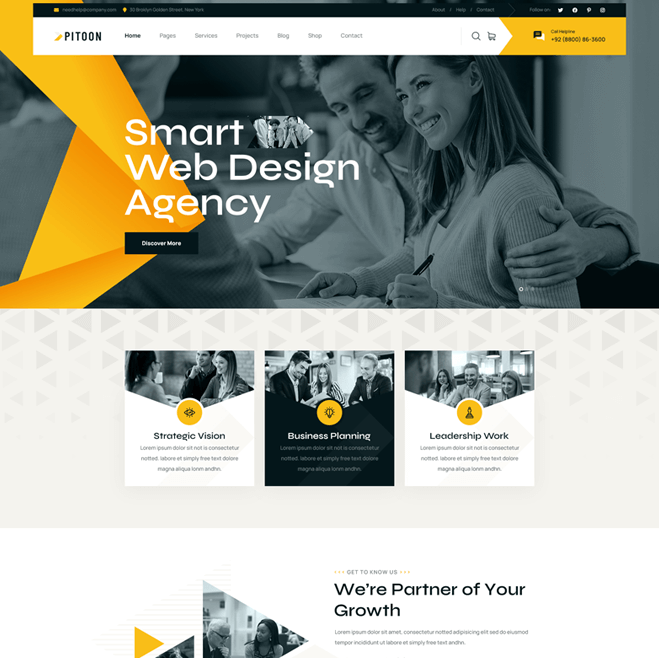 needhelp@company.com 30 Broklyn Golden Street, New York About / Help / Contact Follow on:
PITOON Home Pages Services Projects Blog Shop Contact
Call Helpline
+92 (8800) 86-3600
Smart
Web Design
Agency
Discover More
Strategic Vision
Lorem ipsum dolor sit not is consectetur
notted, labore et simply free text dolore
magna aliqua lonm andhn.
Business Planning
Lorem ipsum dolor sit not is consectetur
notted, labore et simply free text dolore
magna aliqua lonm andhn.
Leadership Work
Lorem ipsum dolor sit not is consectetur
notted, labore et simply free text dolore
magna aliqua lonm andhn.
GET TO KNOW US
We're Partner of Your
Growth
Lorem ipsum dolor sit amet, consectetur notted adipisicing elit sed do eiusmod
tempor incididunt ut labore et simply free text dolore magna aliqua lonm andhn.